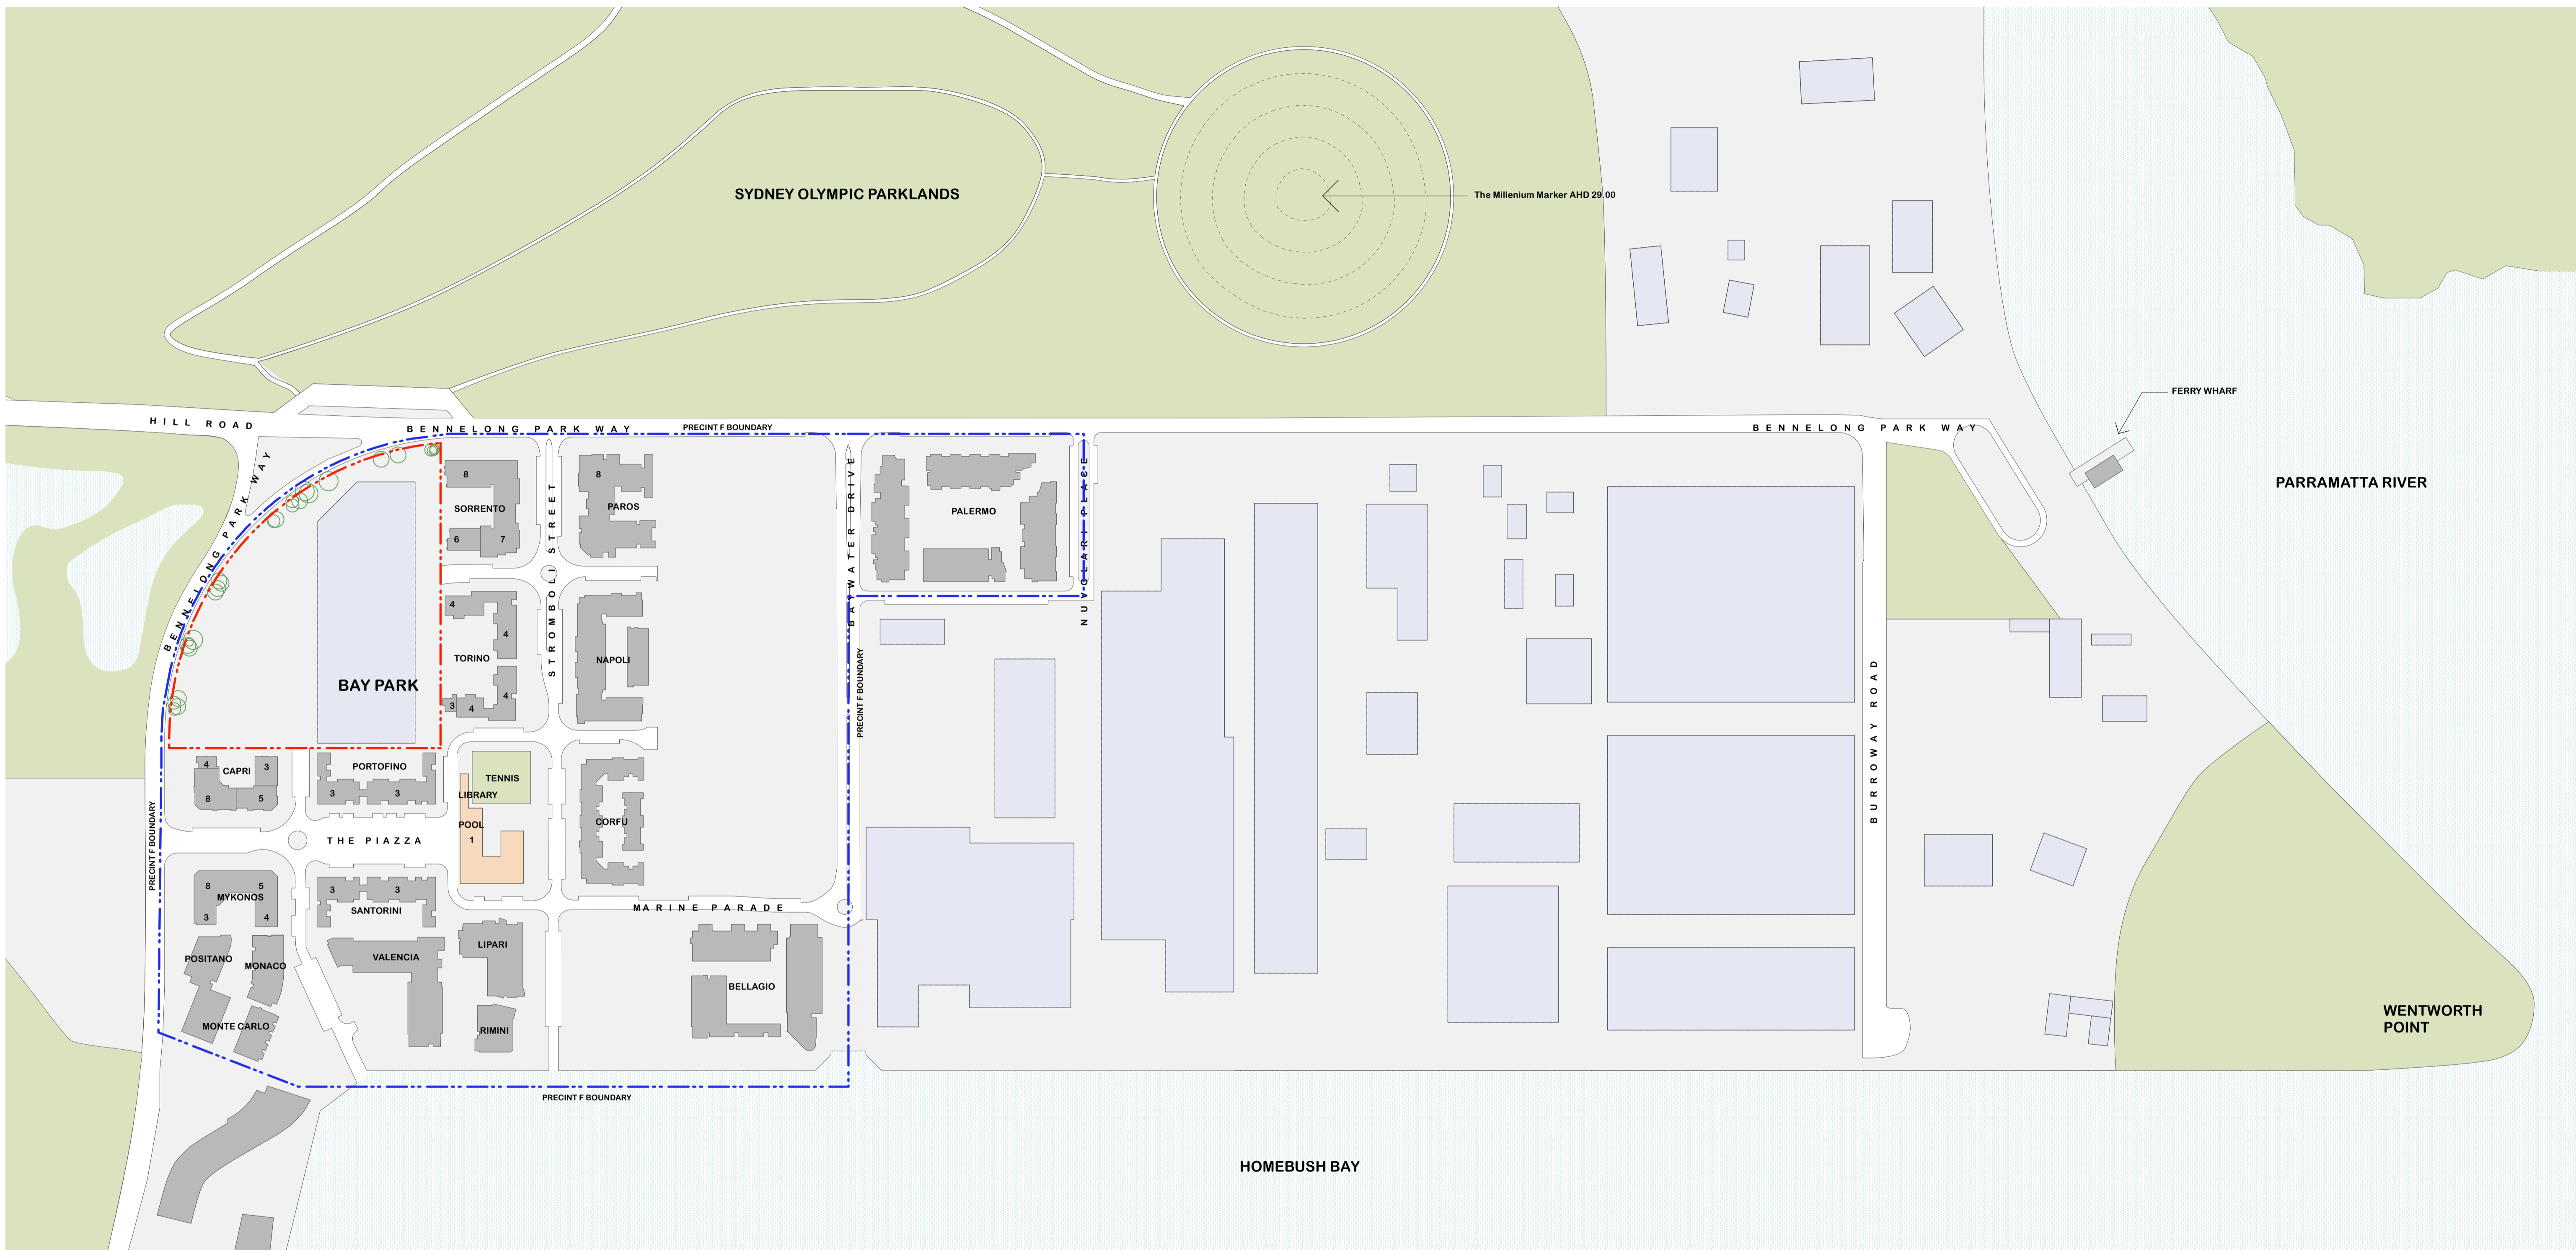 SYDNEY OLYMPIC PARKLANDS
The Millenium Marker AHD 29.00
FERRY WHARF
HILL ROAD
BENNELONG PARK WAY
PRECINT F BOUNDARY
BENNELONG PARK WAY
BENNELONG PARK WAY
BENNELONG PARK WAY
PARRAMATTA RIVER
8
SORRENTO
6
7
STROMBOLI STREET
8
PAROS
BAYWATER DRIVE
PALERMO
NUVOLARI PLACE
4
4
TORINO
4
3
4
NAPOLI
BAY PARK
PRECINT F BOUNDARY
BURROWAY ROAD
4
CAPRI
3
8
5
PORTOFINO
3
3
TENNIS
LIBRARY
POOL
1
CORFU
PRECINT F BOUNDARY
THE PIAZZA
8
5
MYKONOS
3
4
3
3
SANTORINI
MARINE PARADE
POSITANO
MONACO
VALENCIA
LIPARI
BELLAGIO
MONTE CARLO
RIMINI
WENTWORTH
POINT
PRECINT F BOUNDARY
HOMEBUSH BAY